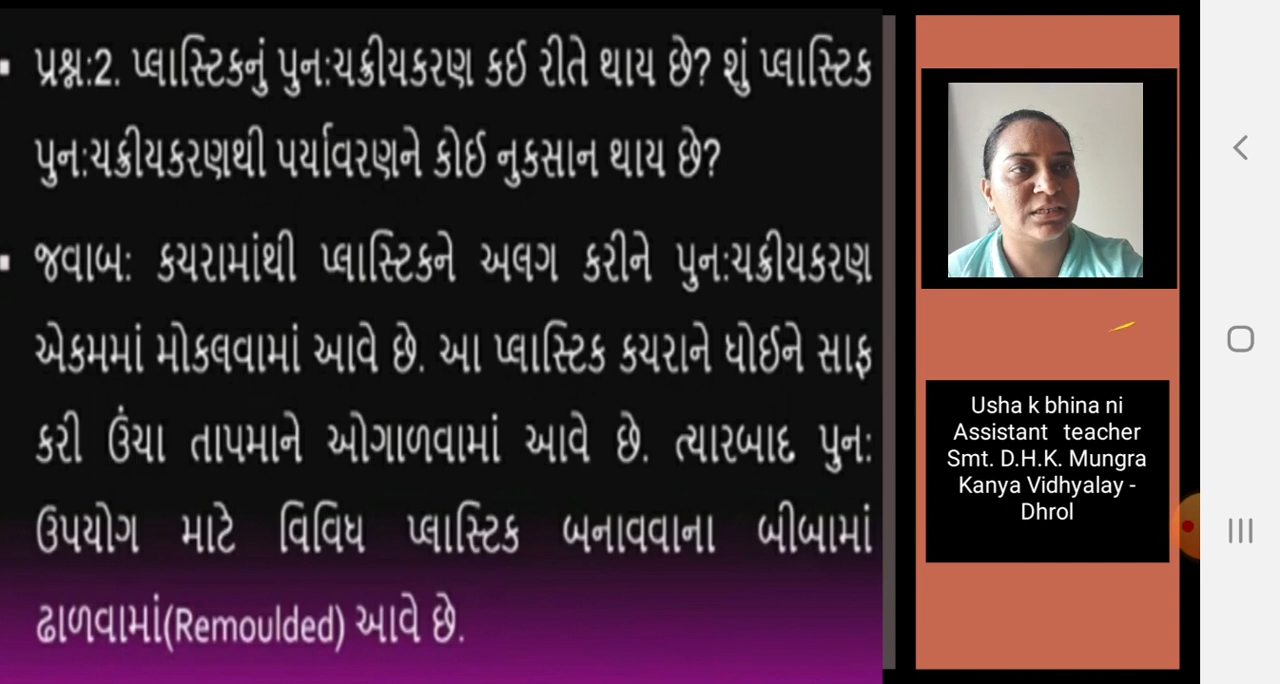 પ્રશ્ન:2. પ્લાસ્ટિકનું પુન:ચક્રીયકરણ કઈ રીતે થાય છે? શું પ્લાસ્ટિક
પુન:ચક્રીયકરણથી પર્યાવરણને કોઈ નુકસાન થાય છે?
જવાબ: કચરામાંથી પ્લાસ્ટિકને અલગ કરીને પુન:ચક્રીયકરણ
એકમમાં મોકલવામાં આવે છે. આ પ્લાસ્ટિક કચરાને ધોઈને સાફ
કરી ઉંચા તાપમાને ઓગાળવામાં આવે છે. ત્યારબાદ પુન:
ઉપયોગ માટે વિવિધ પ્લાસ્ટિક બનાવવાના બીબામાં
ઢાળવામાં(Remoulded) આવે છે.
Usha k bhina ni
Assistant teacher
Smt. D.H.K. Mungra
Kanya Vidhyalay -
Dhrol